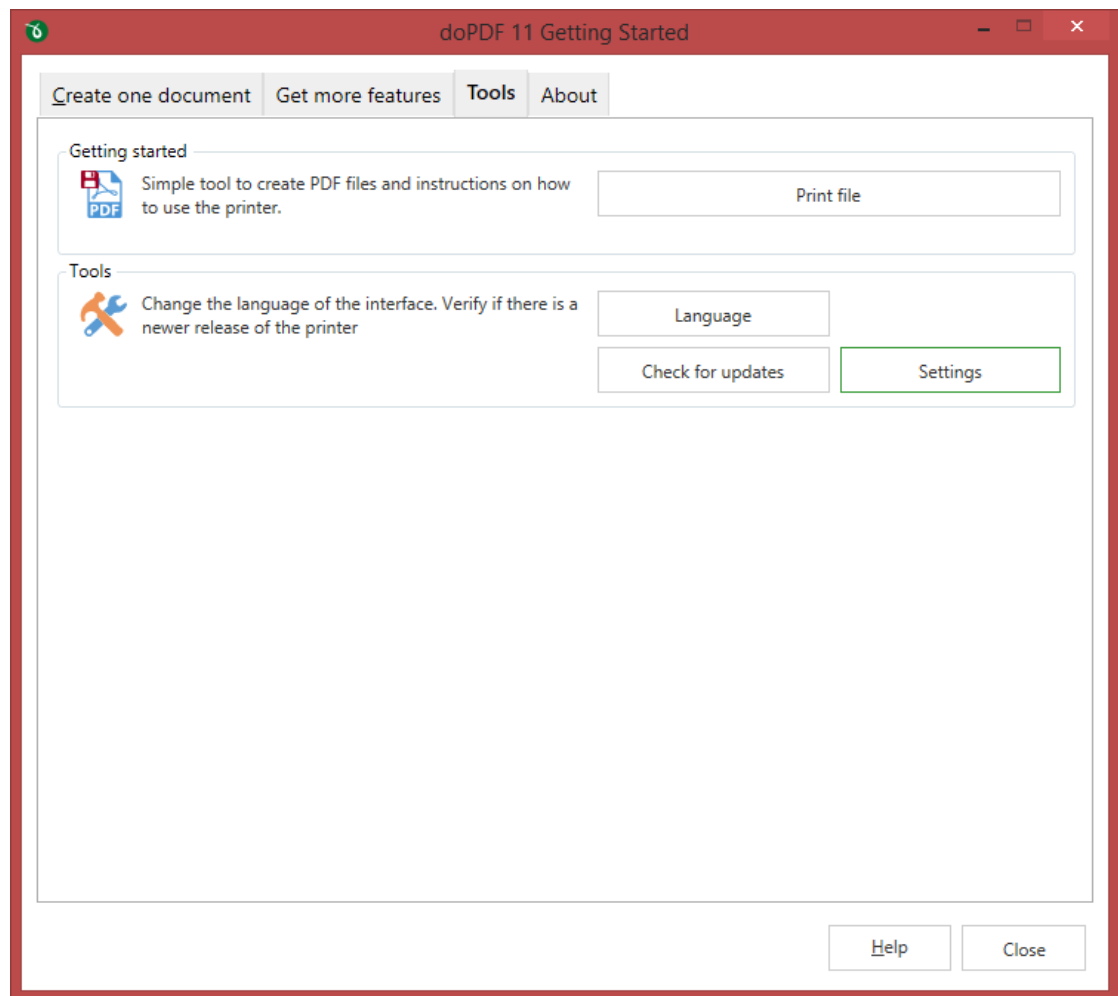 doPDF 11 Getting Started
Create one document
Get more features
Tools
About
Getting started
PDF
Simple tool to create PDF files and instructions on how
to use the printer.
Print file
Tools
Change the language of the interface. Verify if there is a
newer release of the printer
Language
Check for updates
Settings
Help
Close